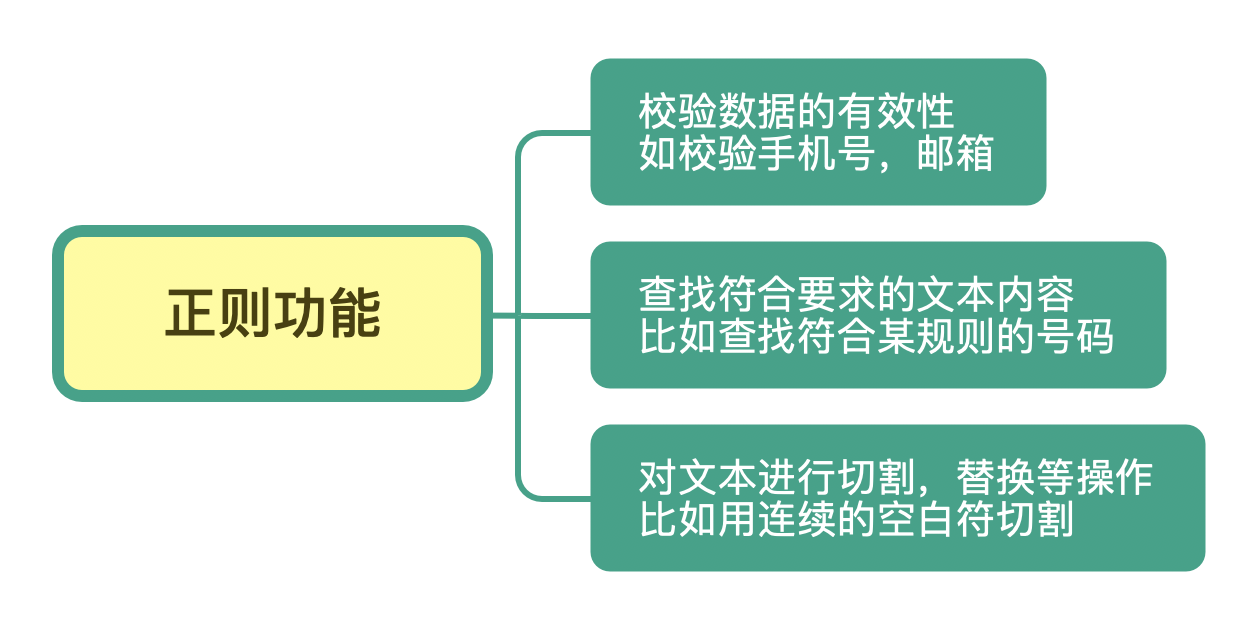 正则功能
校验数据的有效性
如校验手机号，邮箱
查找符合要求的文本内容
比如查找符合某规则的号码
对文本进行切割，替换等操作
比如用连续的空白符切割